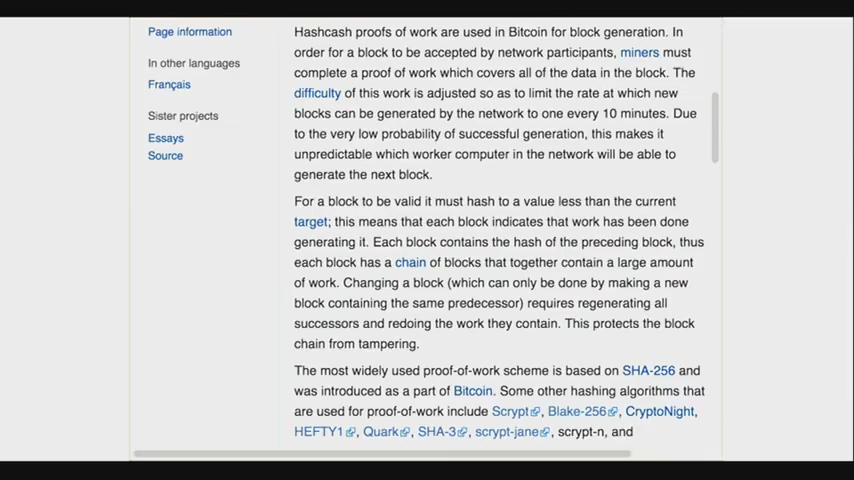 Page information
In other languages
Français
Sister projects
Essays
Source
Hashcash proofs of work are used in Bitcoin for block generation. In
order for a block to be accepted by network participants, miners must
complete a proof of work which covers all of the data in the block. The
difficulty of this work is adjusted so as to limit the rate at which new
blocks can be generated by the network to one every 10 minutes. Due
to the very low probability of successful generation, this makes it
unpredictable which worker computer in the network will be able to
generate the next block.
For a block to be valid it must hash to a value less than the current
target; this means that each block indicates that work has been done
generating it. Each block contains the hash of the preceding block, thus
each block has a chain of blocks that together contain a large amount
of work. Changing a block (which can only be done by making a new
block containing the same predecessor) requires regenerating all
successors and redoing the work they contain. This protects the block
chain from tampering.
The most widely used proof-of-work scheme is based on SHA-256 and
was introduced as a part of Bitcoin. Some other hashing algorithms that
are used for proof-of-work include Scrypt, Blake-256, CryptoNight,
HEFTY1, Quark, SHA-3, scrypt-jane, scrypt-n, and